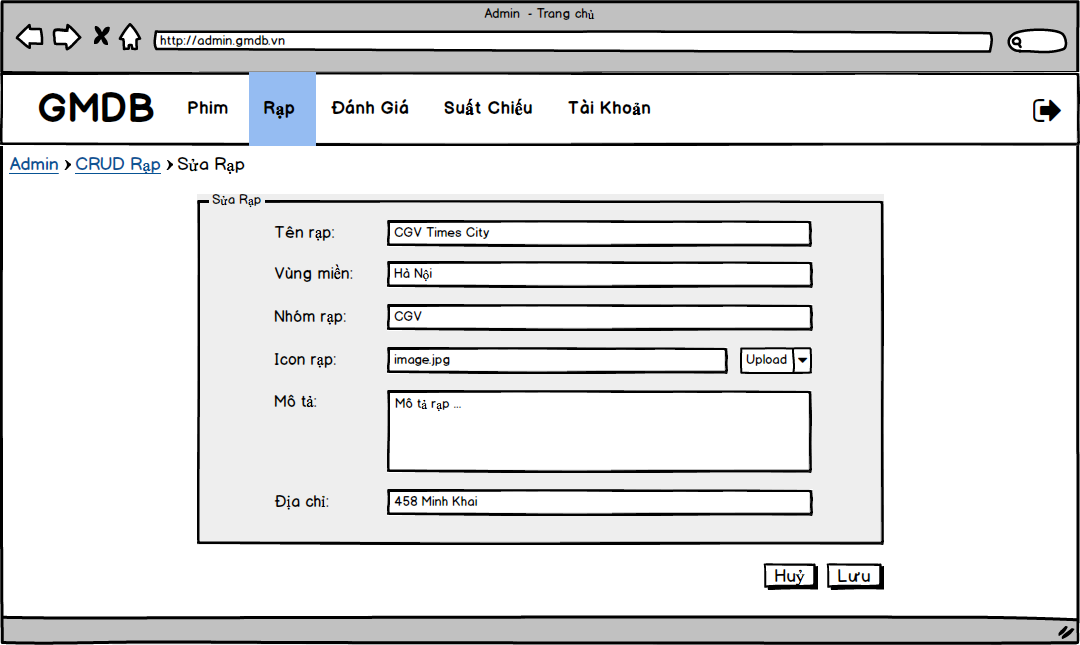 Admin - Trang chủ
http://admin.gmdb.vn
GMDB Phim Rạp Đánh Giá Suất Chiếu Tài Khoản
Admin › CRUD Rạp › Sửa Rạp
Sửa Rạp
Tên rạp: CGV Times City
Vùng miền: Hà Nội
Nhóm rạp: CGV
Icon rạp: image.jpg Upload
Mô tả: Mô tả rạp ...
Địa chỉ: 458 Minh Khai
Huỷ Lưu